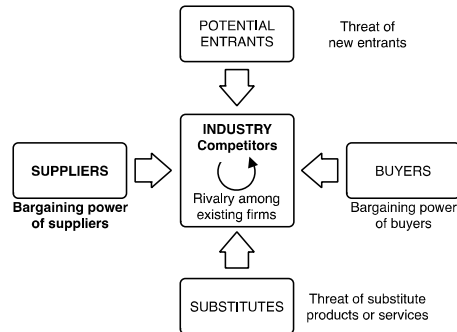 POTENTIAL
ENTRANTS
Threat of
new entrants
INDUSTRY
Competitors
Rivalry among
existing firms
SUPPLIERS
Bargaining power
of suppliers
BUYERS
Bargaining power
of buyers
SUBSTITUTES
Threat of substitute
products or services